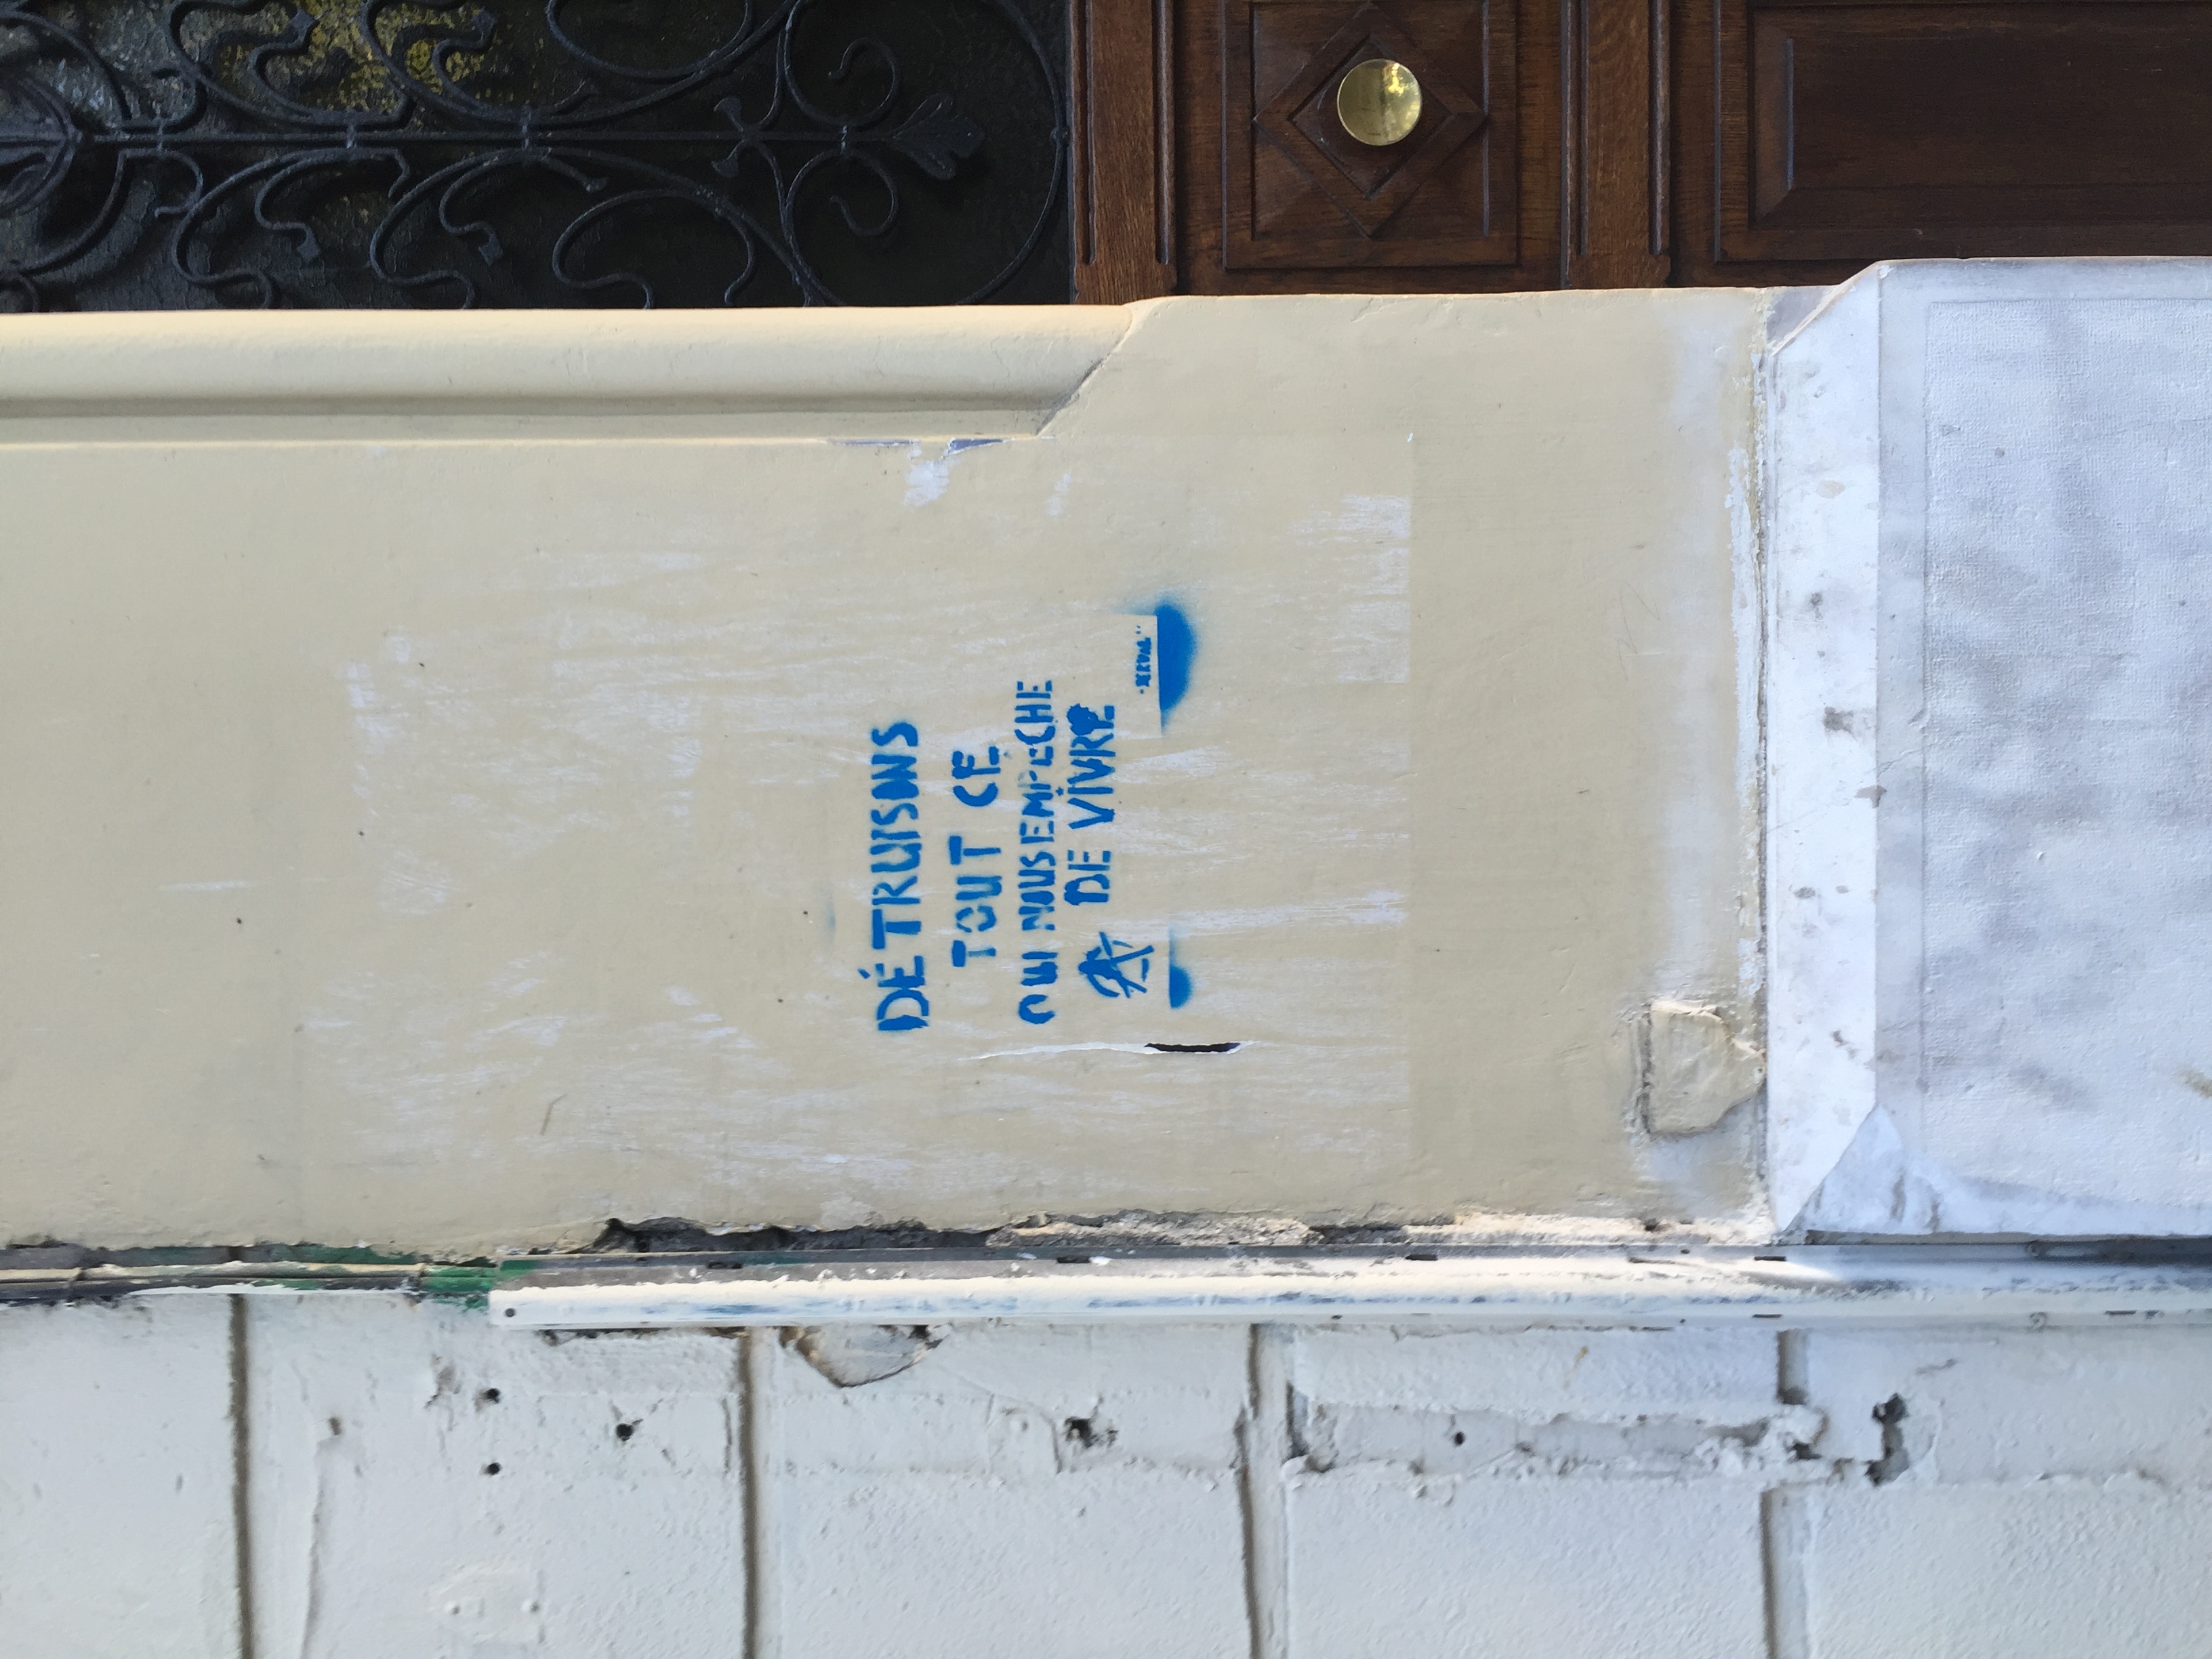 DÉTRUISONS
TOUT CE
QUI NOUS EMPÊCHE
DE VIVRE